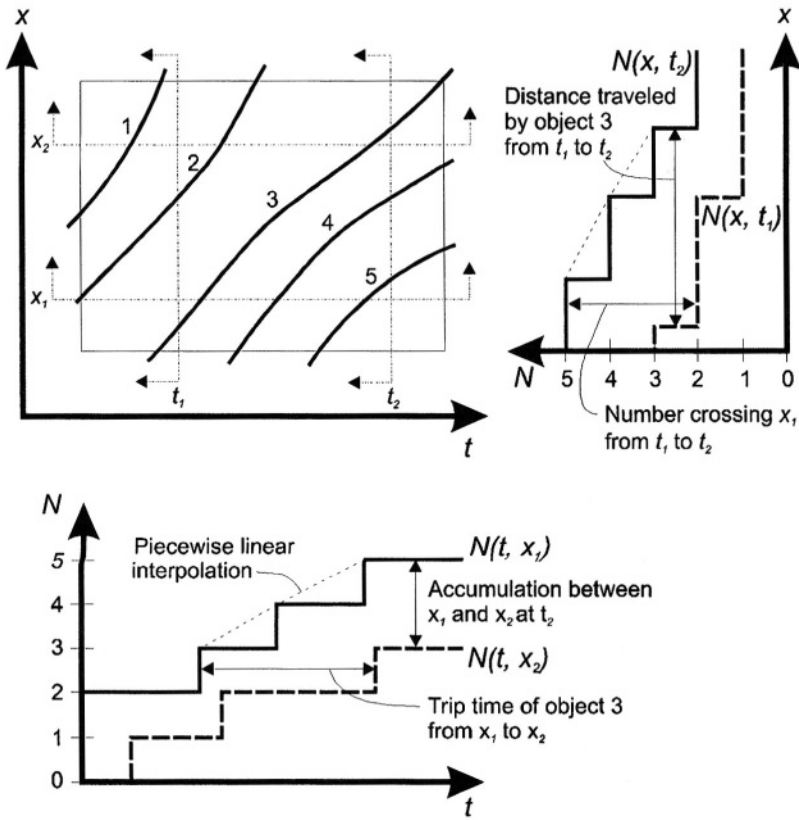 x
1
2
3
4
5
x₂
x₁
t₁
t₂
t
x
N(x, t₂)
Distance traveled
by object 3
from t₁ to t₂
N(x, t₁)
N
5
4
3
2
1
0
Number crossing x₁
from t₁ to t₂
N
5
4
3
2
1
0
Piecewise linear
interpolation
N(t, x₁)
Accumulation between
x₁ and x₂ at t₂
N(t, x₂)
Trip time of object 3
from x₁ to x₂
t